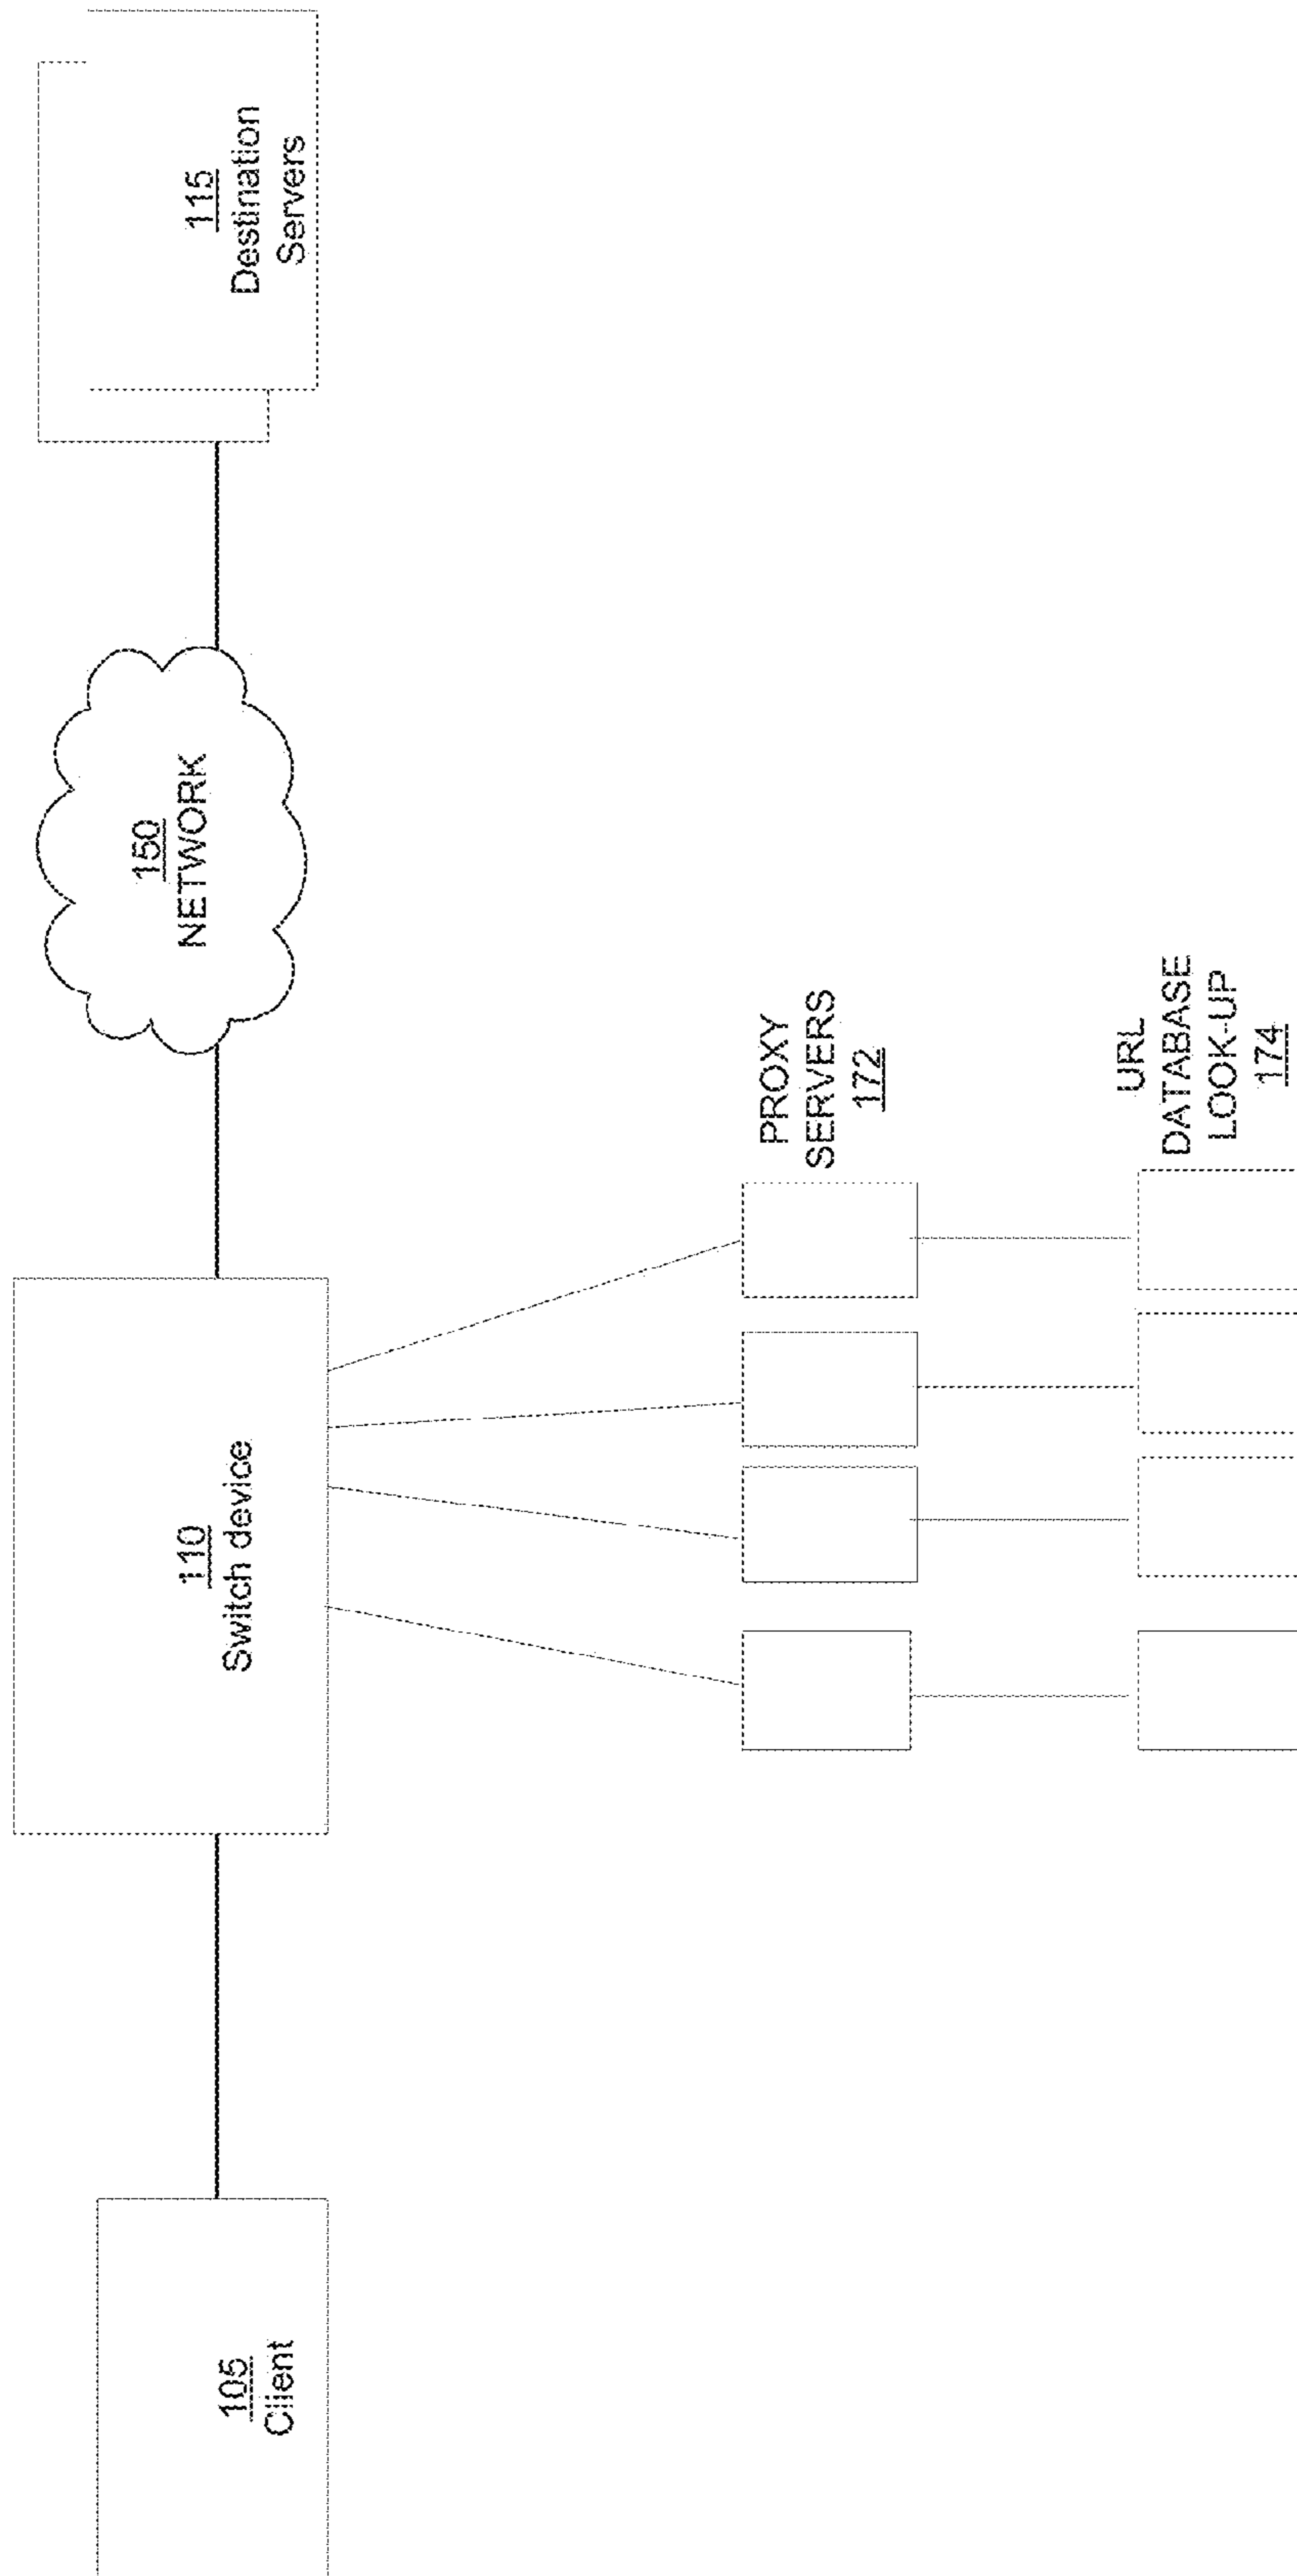 105
Client
110
Switch device
150
NETWORK
115
Destination
Servers
PROXY
SERVERS
172
URL
DATABASE
LOOK-UP
174